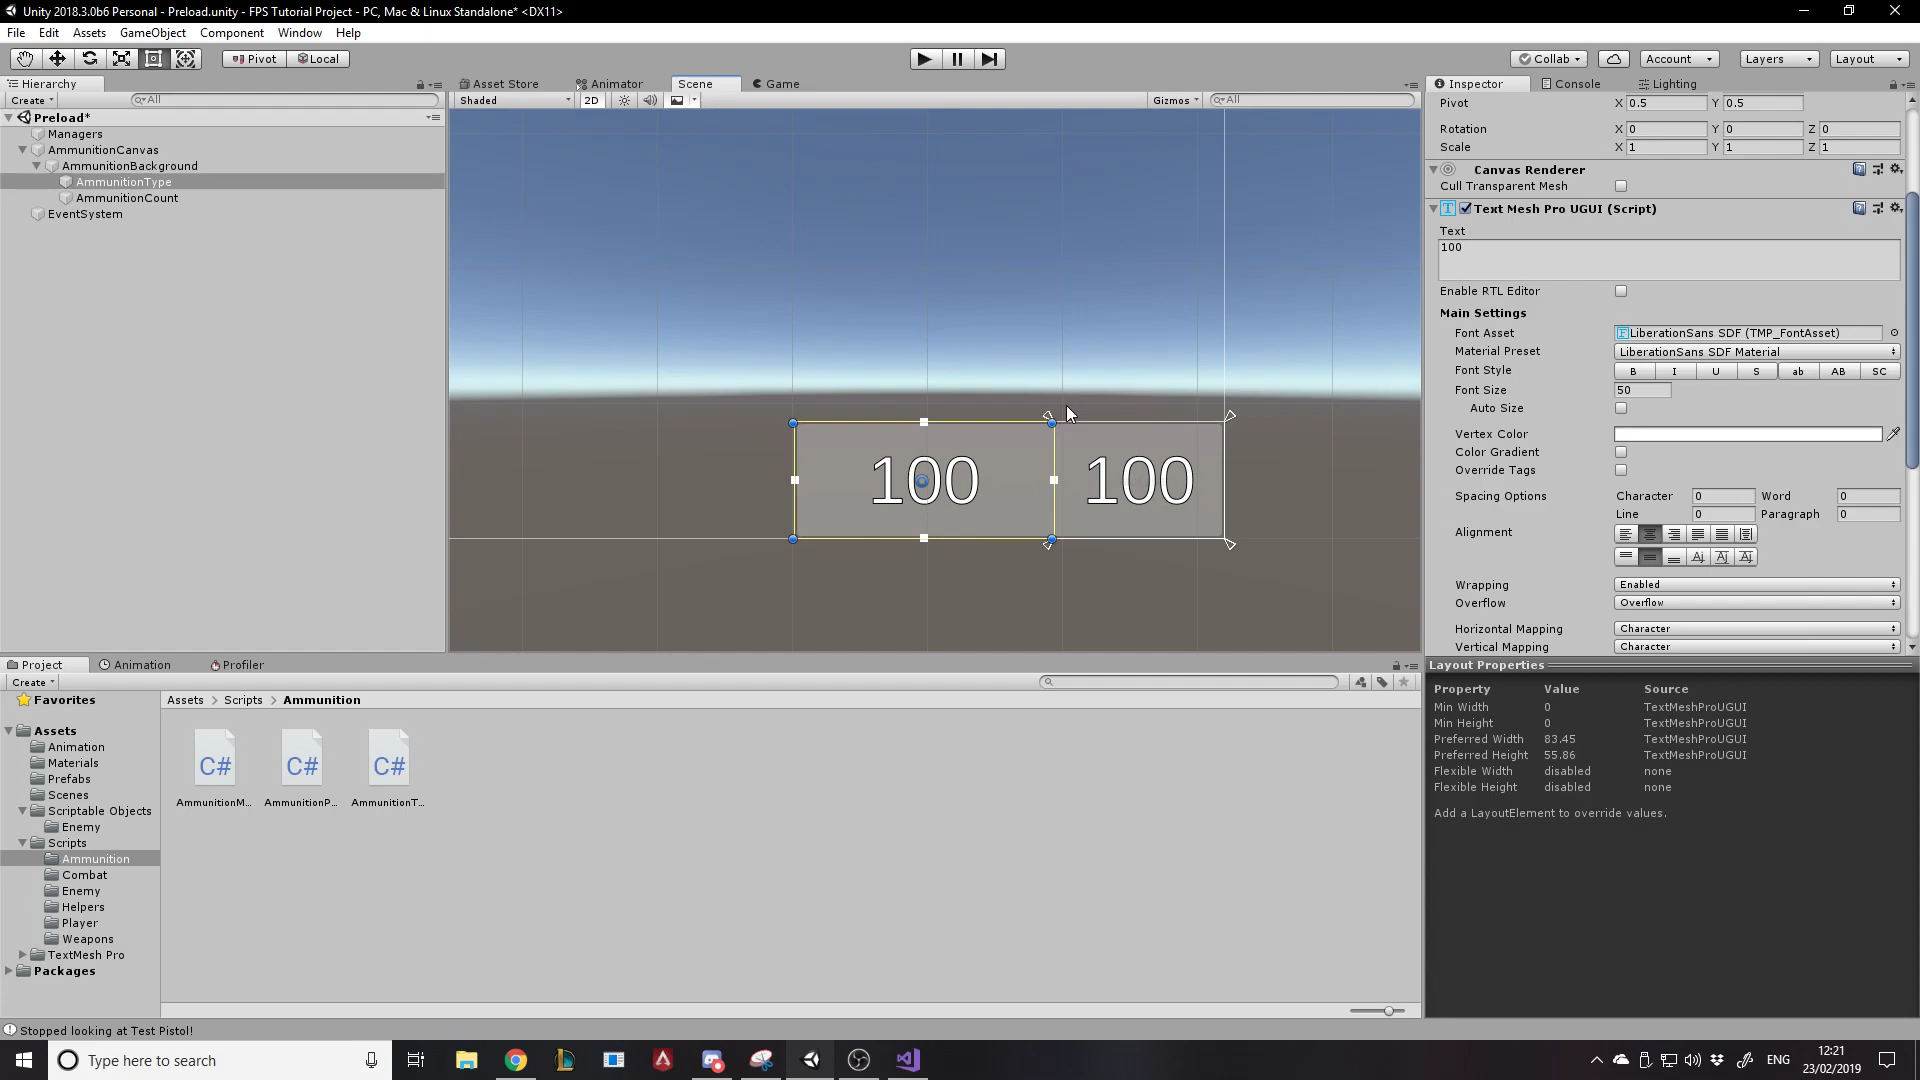 Unity 2018.3.0b6 Personal - Preload.unity - FPS Tutorial Project - PC, Mac & Linux Standalone* <DX11>
File Edit Assets GameObject Component Window Help
Pivot Local Collab Account Layers Layout
Hierarchy
Create All
Preload*
Managers
AmmunitionCanvas
AmmunitionBackground
AmmunitionType
AmmunitionCount
EventSystem
Asset Store Animator Scene Game
Shaded 2D Gizmos All
100 100
Inspector Console Lighting
Pivot X 0.5 Y 0.5
Rotation X 0 Y 0 Z 0
Scale X 1 Y 1 Z 1
Canvas Renderer
Cull Transparent Mesh
Text Mesh Pro UGUI (Script)
Text
100
Enable RTL Editor
Main Settings
Font Asset LiberationSans SDF (TMP_FontAsset)
Material Preset LiberationSans SDF Material
Font Style B I U S ab AB SC
Font Size 50
Auto Size
Vertex Color
Color Gradient
Override Tags
Spacing Options Character 0 Word 0
Line 0 Paragraph 0
Alignment
Wrapping Enabled
Overflow Overflow
Horizontal Mapping Character
Vertical Mapping Character
Layout Properties
Property Value Source
Min Width 0 TextMeshProUGUI
Min Height 0 TextMeshProUGUI
Preferred Width 83.45 TextMeshProUGUI
Preferred Height 55.86 TextMeshProUGUI
Flexible Width disabled none
Flexible Height disabled none
Add a LayoutElement to override values.
Project Animation Profiler
Create
Favorites
Assets
Animation
Materials
Prefabs
Scenes
Scriptable Objects
Enemy
Scripts
Ammunition
Combat
Enemy
Helpers
Player
Weapons
TextMesh Pro
Packages
Assets > Scripts > Ammunition
C# C# C#
AmmunitionM... AmmunitionP... AmmunitionT...
Stopped looking at Test Pistol!
Type here to search
ENG
12:21
23/02/2019